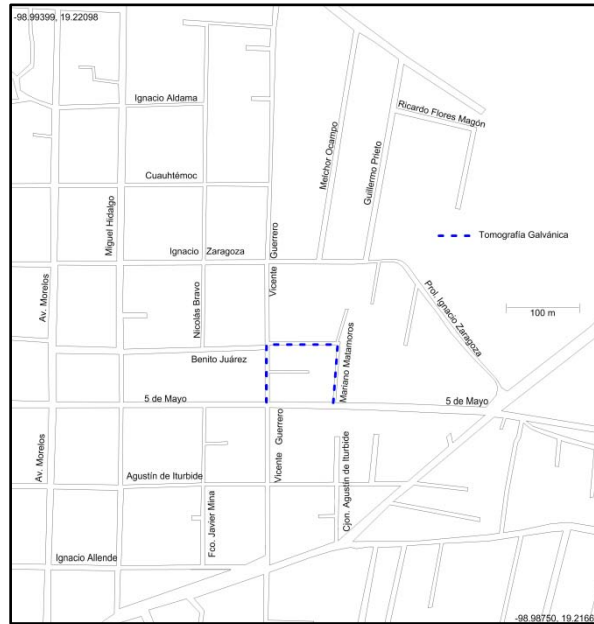 -98.99399, 19.22098
Ignacio Aldama
Ricardo Flores Magón
Melchor Ocampo
Guillermo Prieto
Cuauhtémoc
Miguel Hidalgo
Vicente Guerrero
Tomografía Galvánica
Ignacio Zaragoza
Av. Morelos
Nicolás Bravo
Prol. Ignacio Zaragoza
100 m
Benito Juárez
Mariano Matamoros
5 de Mayo
5 de Mayo
Av. Morelos
Vicente Guerrero
Agustín de Iturbide
Cjon. Agustín de Iturbide
Fco. Javier Mina
Ignacio Allende
-98.98750, 19.2166